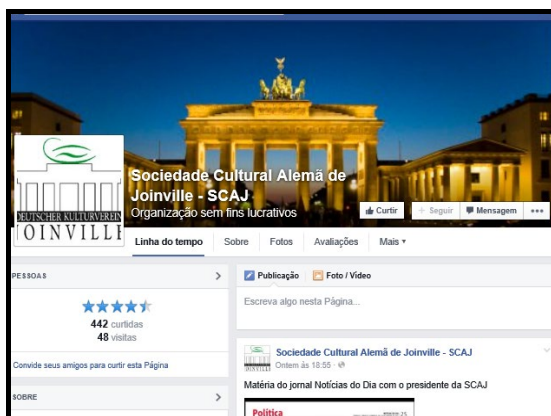 Sociedade Cultural Alemã de
Joinville - SCAJ
Organização sem fins lucrativos
DEUTSCHER KULTURVEREIN
JOINVILLE
Curtir
Seguir
Mensagem
Linha do tempo
Sobre
Fotos
Avaliações
Mais
PESSOAS
442 curtidas
48 visitas
Convide seus amigos para curtir esta Página
SOBRE
Publicação
Foto / Vídeo
Escreva algo nesta Página...
Sociedade Cultural Alemã de Joinville - SCAJ
Ontem às 18:55
Matéria do jornal Notícias do Dia com o presidente da SCAJ
Política